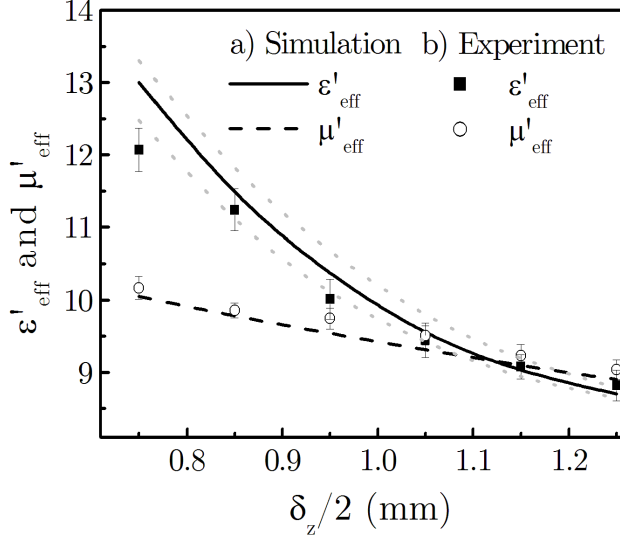 a) Simulation b) Experiment
ε'eff ε'eff
μ'eff μ'eff
14
13
12
11
10
9
ε'eff and μ'eff
0.8 0.9 1.0 1.1 1.2
δz/2 (mm)